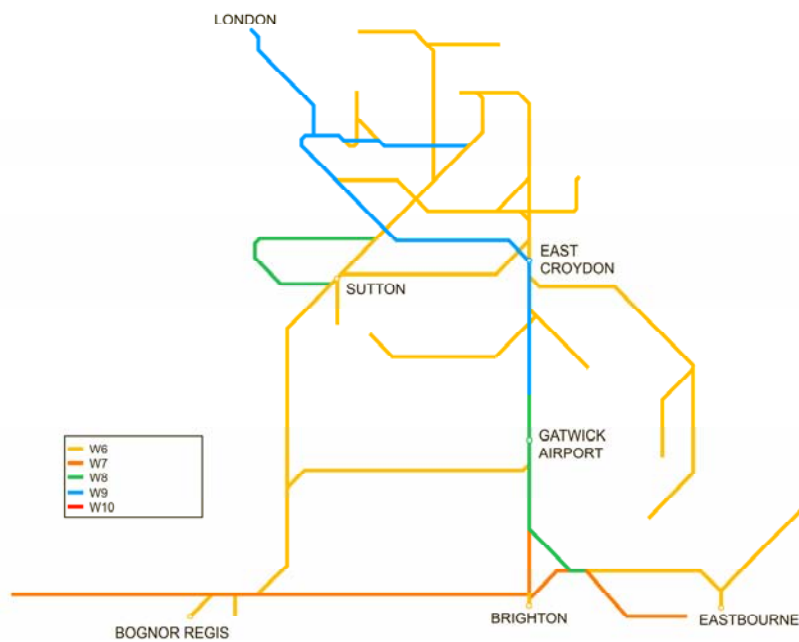 LONDON
EAST
CROYDON
SUTTON
GATWICK
AIRPORT
W6
W7
W8
W9
W10
BRIGHTON
EASTBOURNE
BOGNOR REGIS